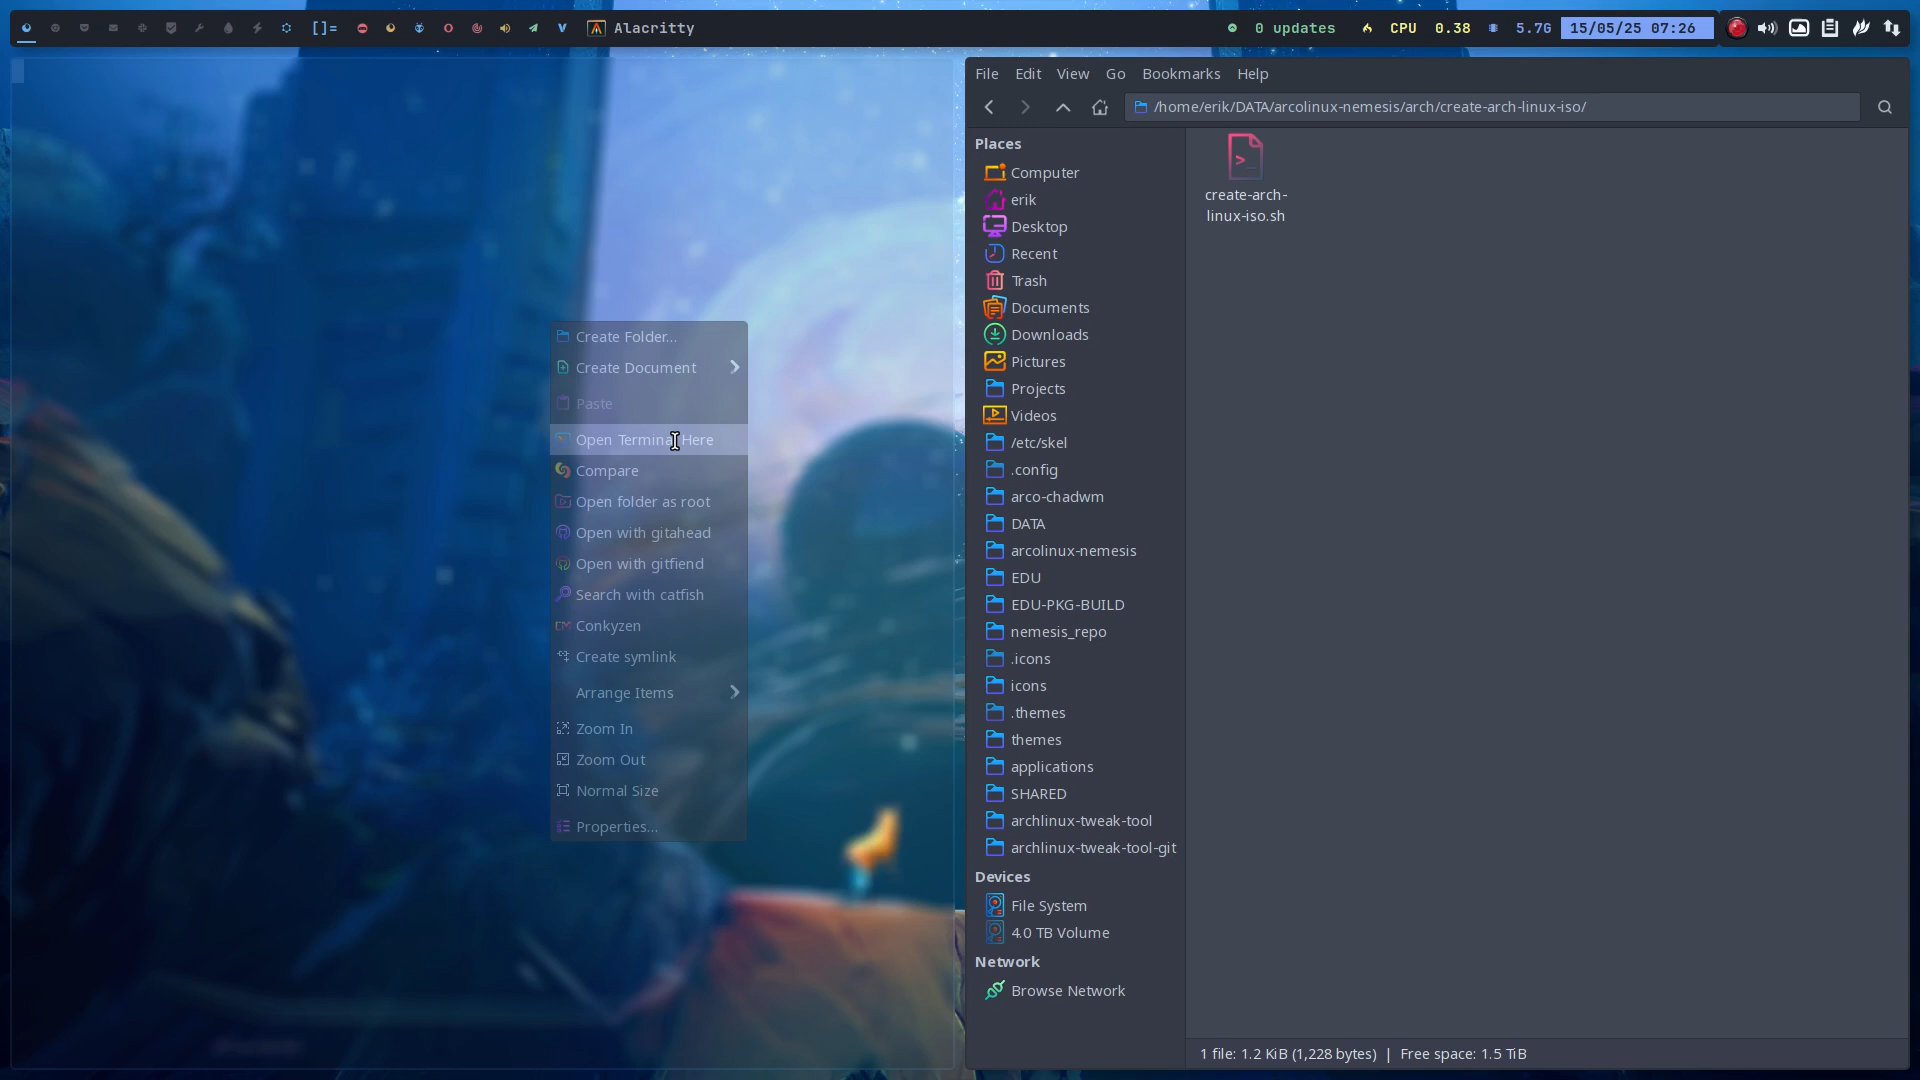 []=
Alacritty
0 updates
CPU 0.38
5.7G
15/05/25 07:26
Create Folder...
Create Document
Paste
Open Terminal Here
Compare
Open folder as root
Open with gitahead
Open with gitfiend
Search with catfish
Conkyzen
Create symlink
Arrange Items
Zoom In
Zoom Out
Normal Size
Properties...
File Edit View Go Bookmarks Help
/home/erik/DATA/arcolinux-nemesis/arch/create-arch-linux-iso/
Places
Computer
erik
Desktop
Recent
Trash
Documents
Downloads
Pictures
Projects
Videos
/etc/skel
.config
arco-chadwm
DATA
arcolinux-nemesis
EDU
EDU-PKG-BUILD
nemesis_repo
.icons
icons
.themes
themes
applications
SHARED
archlinux-tweak-tool
archlinux-tweak-tool-git
Devices
File System
4.0 TB Volume
Network
Browse Network
create-arch-
linux-iso.sh
1 file: 1.2 KiB (1,228 bytes) | Free space: 1.5 TiB